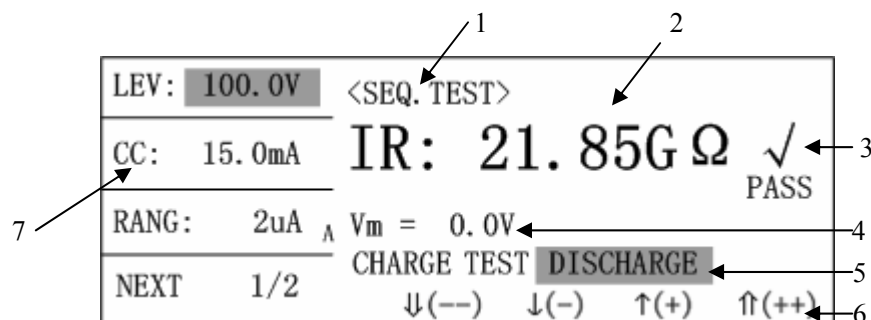 1
2
LEV: 100.0V
<SEQ.TEST>
CC: 15.0mA
IR: 21.85GΩ √
3
PASS
7
RANG: 2uA A
Vm = 0.0V
4
CHARGE TEST DISCHARGE
5
NEXT 1/2
⇓(--) ↓(-) ↑(+) ⇑(++)
6